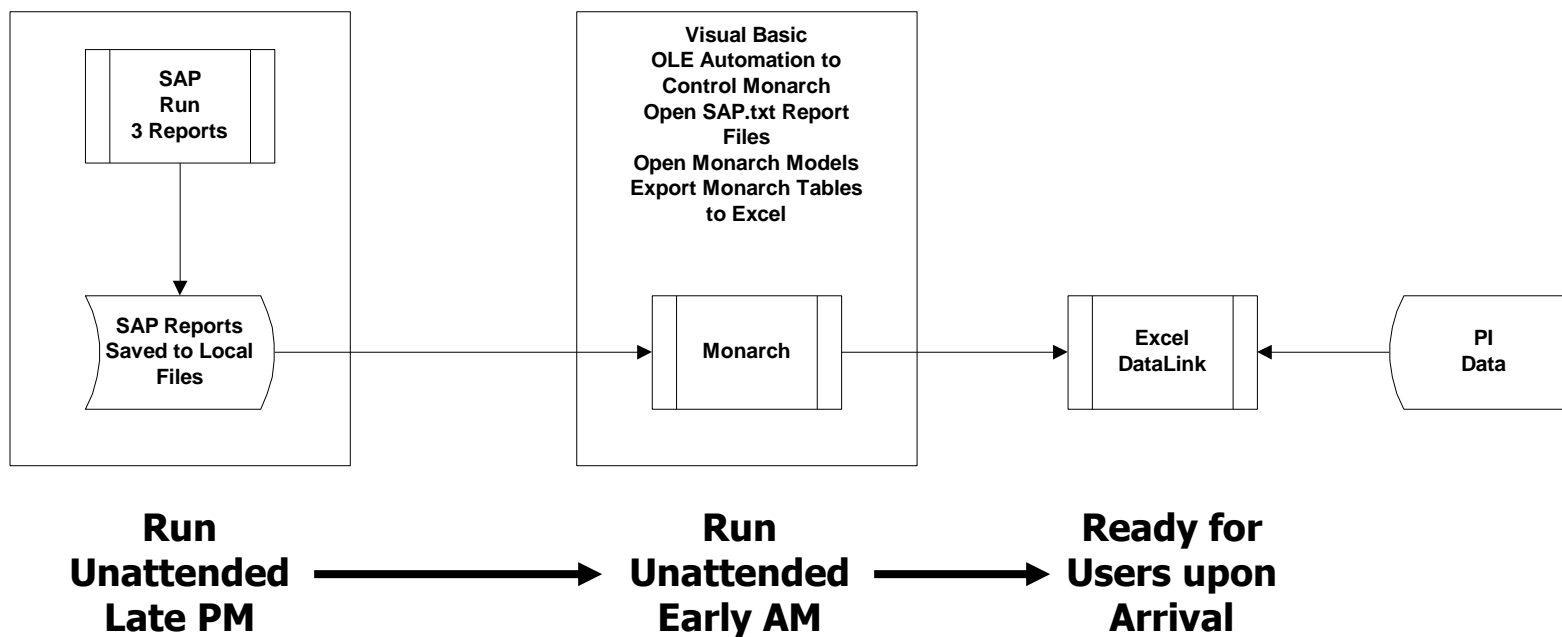 SAP
Run
3 Reports
SAP Reports
Saved to Local
Files
Visual Basic
OLE Automation to
Control Monarch
Open SAP.txt Report
Files
Open Monarch Models
Export Monarch Tables
to Excel
Monarch
Excel
DataLink
PI
Data
Run
Unattended
Late PM
Run
Unattended
Early AM
Ready for
Users upon
Arrival